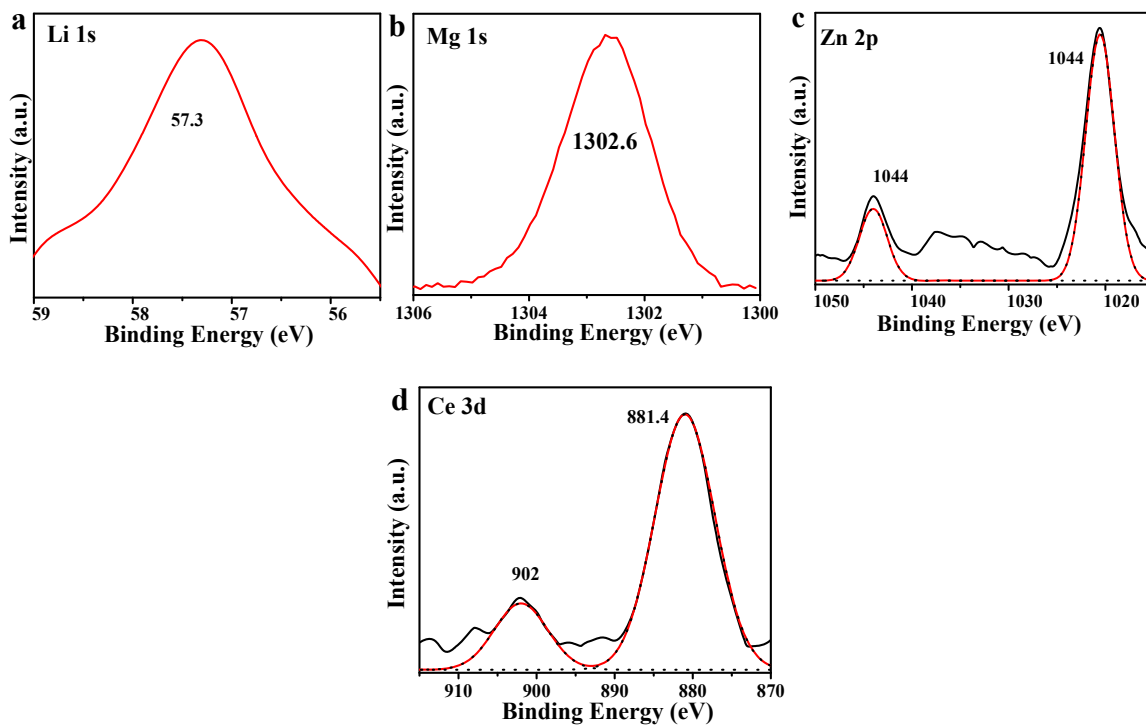 a
Li 1s
57.3
Intensity (a.u.)
59 58 57 56
Binding Energy (eV)
b
Mg 1s
1302.6
Intensity (a.u.)
1306 1304 1302 1300
Binding Energy (eV)
c
Zn 2p
1044
1044
Intensity (a.u.)
1050 1040 1030 1020
Binding Energy (eV)
d
Ce 3d
881.4
902
Intensity (a.u.)
910 900 890 880 870
Binding Energy (eV)